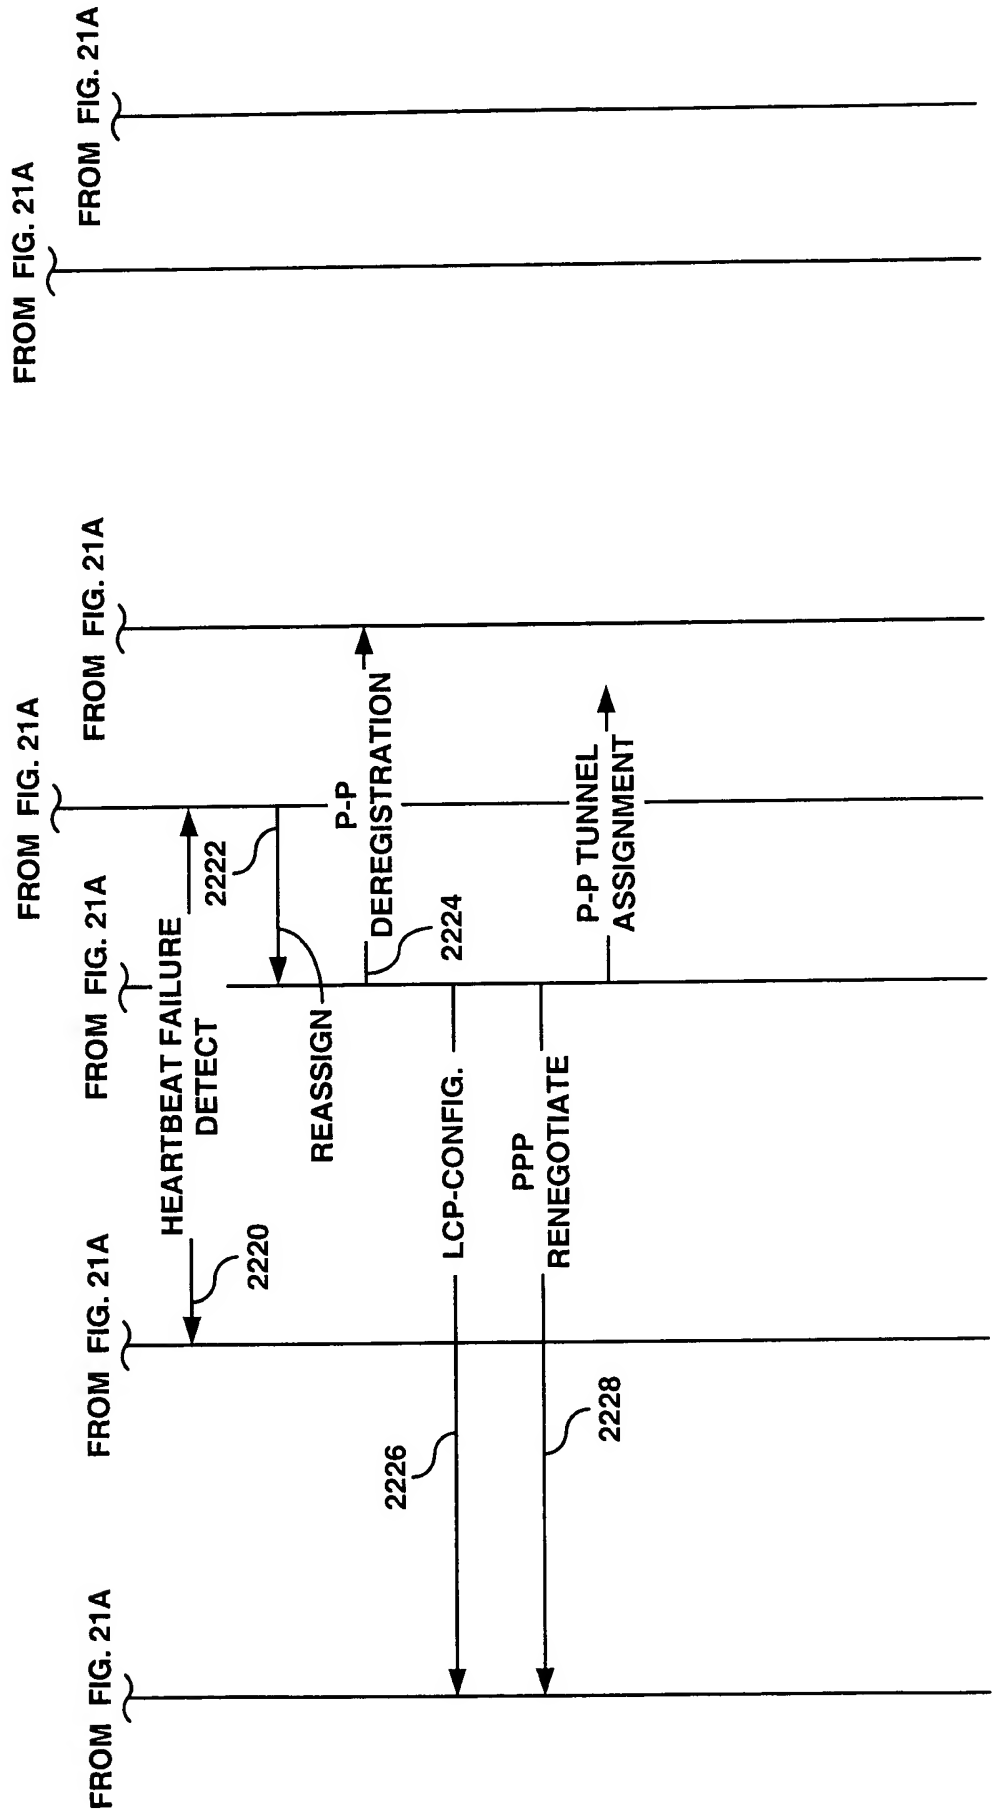 FROM FIG. 21A
FROM FIG. 21A
FROM FIG. 21A
FROM FIG. 21A
FROM FIG. 21A
FROM FIG. 21A
FROM FIG. 21A
HEARTBEAT FAILURE
DETECT
2220
2222
REASSIGN
P-P
DEREGISTRATION
2224
LCP-CONFIG.
2226
PPP
RENEGOTIATE
2228
P-P TUNNEL
ASSIGNMENT